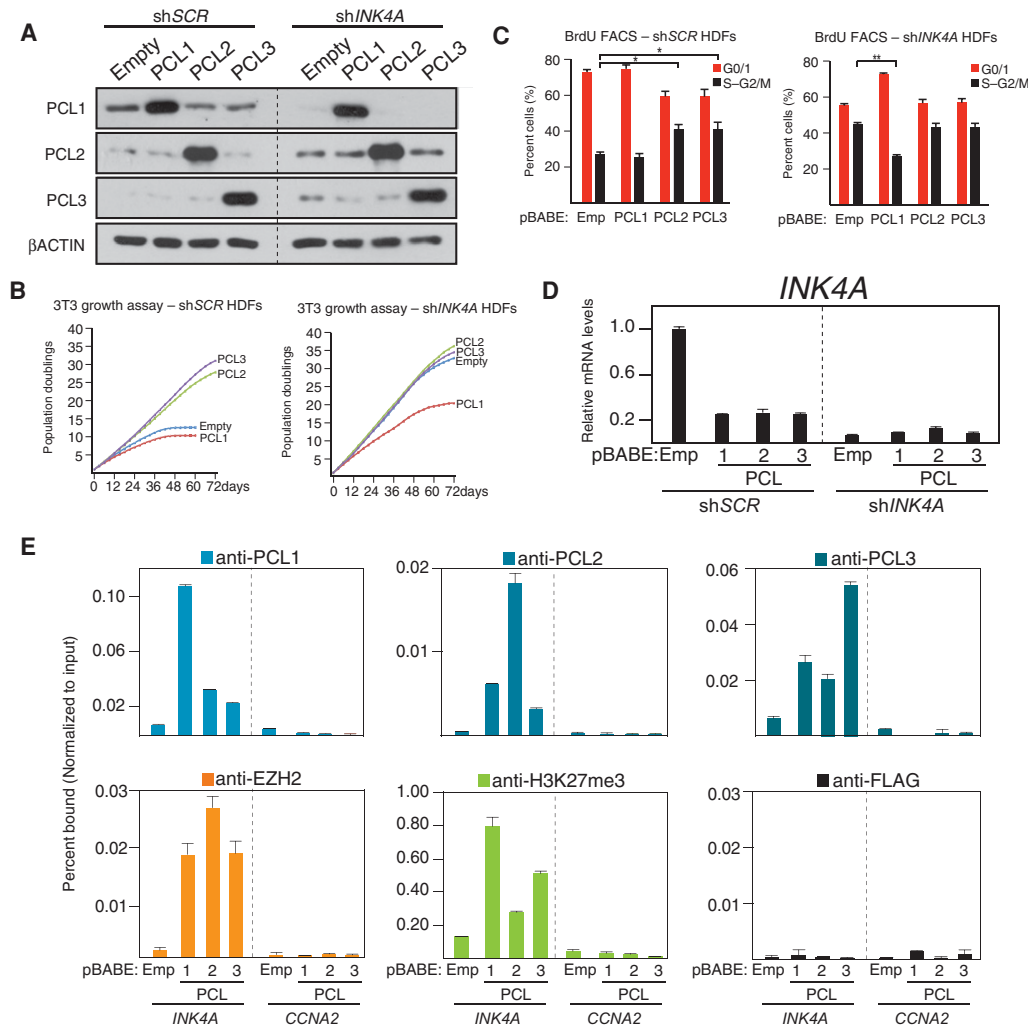 A
shSCR
shINK4A
Empty
PCL1
PCL2
PCL3
Empty
PCL1
PCL2
PCL3
PCL1
PCL2
PCL3
βACTIN
B
3T3 growth assay – shSCR HDFs
Population doublings
40
35
30
25
20
15
10
5
PCL3
PCL2
Empty
PCL1
0 12 24 36 48 60 72days
3T3 growth assay – shINK4A HDFs
Population doublings
40
35
30
25
20
15
10
5
PCL2
PCL3
Empty
PCL1
0 12 24 36 48 60 72days
C
BrdU FACS – shSCR HDFs
Percent cells (%)
80
60
40
20
*
*
G0/1
S–G2/M
pBABE: Emp PCL1 PCL2 PCL3
BrdU FACS – shINK4A HDFs
Percent cells (%)
80
60
40
20
**
G0/1
S–G2/M
pBABE: Emp PCL1 PCL2 PCL3
D
INK4A
Relative mRNA levels
1.0
0.6
0.2
pBABE:Emp 1 2 3 Emp 1 2 3
PCL PCL
shSCR shINK4A
E
Percent bound (Normalized to input)
anti-PCL1
0.10
0.06
0.02
anti-PCL2
0.02
0.01
anti-PCL3
0.06
0.04
0.02
anti-EZH2
0.03
0.02
0.01
pBABE: Emp 1 2 3 Emp 1 2 3
PCL PCL
INK4A CCNA2
anti-H3K27me3
1.00
0.80
0.60
0.40
0.20
pBABE: Emp 1 2 3 Emp 1 2 3
PCL PCL
INK4A CCNA2
anti-FLAG
0.03
0.02
0.01
pBABE: Emp 1 2 3 Emp 1 2 3
PCL PCL
INK4A CCNA2